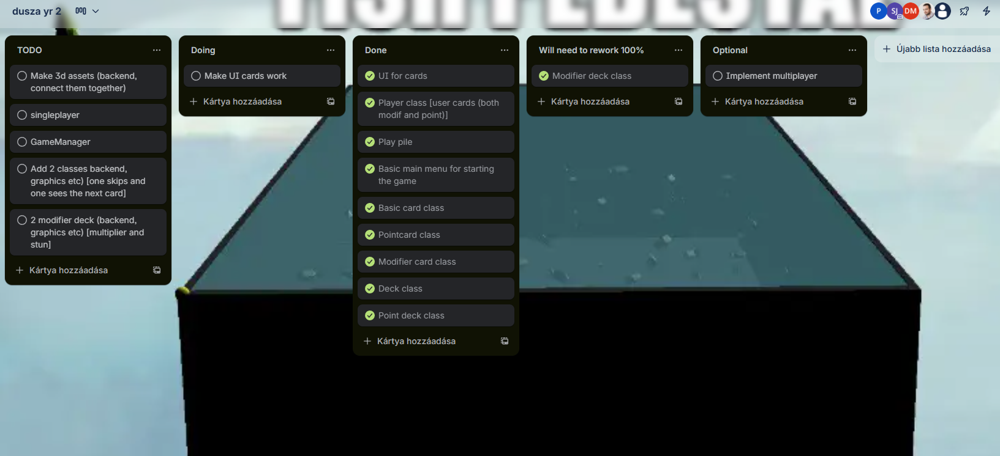 FISH PEDESTAL
dusza yr 2
P
SJ
DM
TODO
Make 3d assets (backend,
connect them together)
singleplayer
GameManager
Add 2 classes backend,
graphics etc) [one skips and
one sees the next card]
2 modifier deck (backend,
graphics etc) [multiplier and
stun]
Kártya hozzáadása
Doing
Make UI cards work
Kártya hozzáadása
Done
UI for cards
Player class [user cards (both
modif and point)]
Play pile
Basic main menu for starting
the game
Basic card class
Pointcard class
Modifier card class
Deck class
Point deck class
Kártya hozzáadása
Will need to rework 100%
Modifier deck class
Kártya hozzáadása
Optional
Implement multiplayer
Kártya hozzáadása
Újabb lista hozzáadása